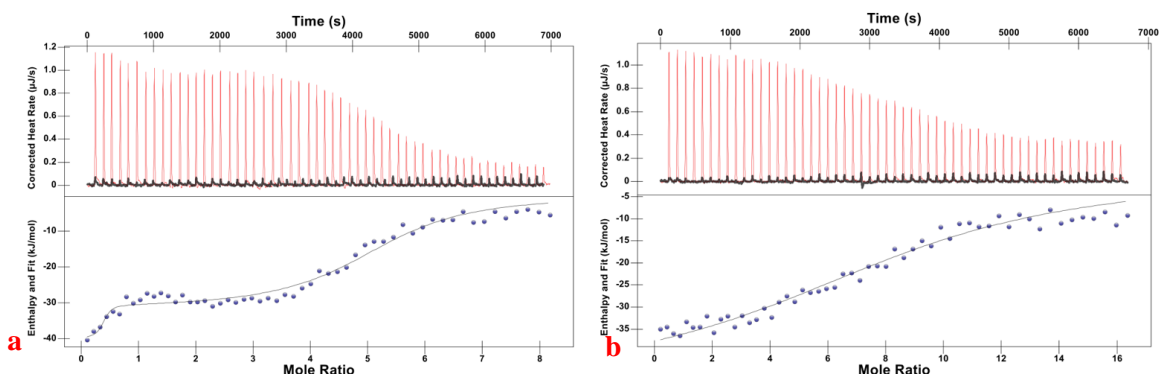 Time (s)
0 1000 2000 3000 4000 5000 6000 7000
Corrected Heat Rate (μJ/s)
1.2
1.0
0.8
0.6
0.4
0.2
0
Enthalpy and Fit (kJ/mol)
-10
-20
-30
-40
0 1 2 3 4 5 6 7 8
Mole Ratio
a
Time (s)
0 1000 2000 3000 4000 5000 6000 7000
Corrected Heat Rate (μJ/s)
1.0
0.8
0.6
0.4
0.2
0
Enthalpy and Fit (kJ/mol)
-5
-10
-15
-20
-25
-30
-35
0 2 4 6 8 10 12 14 16
Mole Ratio
b